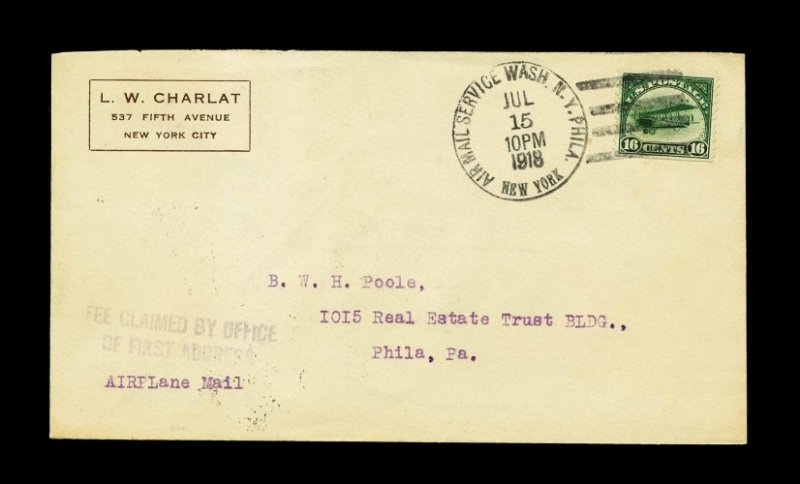 L. W. CHARLAT
537 FIFTH AVENUE
NEW YORK CITY
AIR MAIL SERVICE WASH. N.Y. PHILA.
JUL
15
10PM
1918
NEW YORK
U.S. POSTAGE
16 CENTS 16
B. W. H. Poole,
1015 Real Estate Trust BLDG.,
Phila, Pa.
FEE CLAIMED BY OFFICE
OF FIRST ADDRESS
AIRPLane Mail